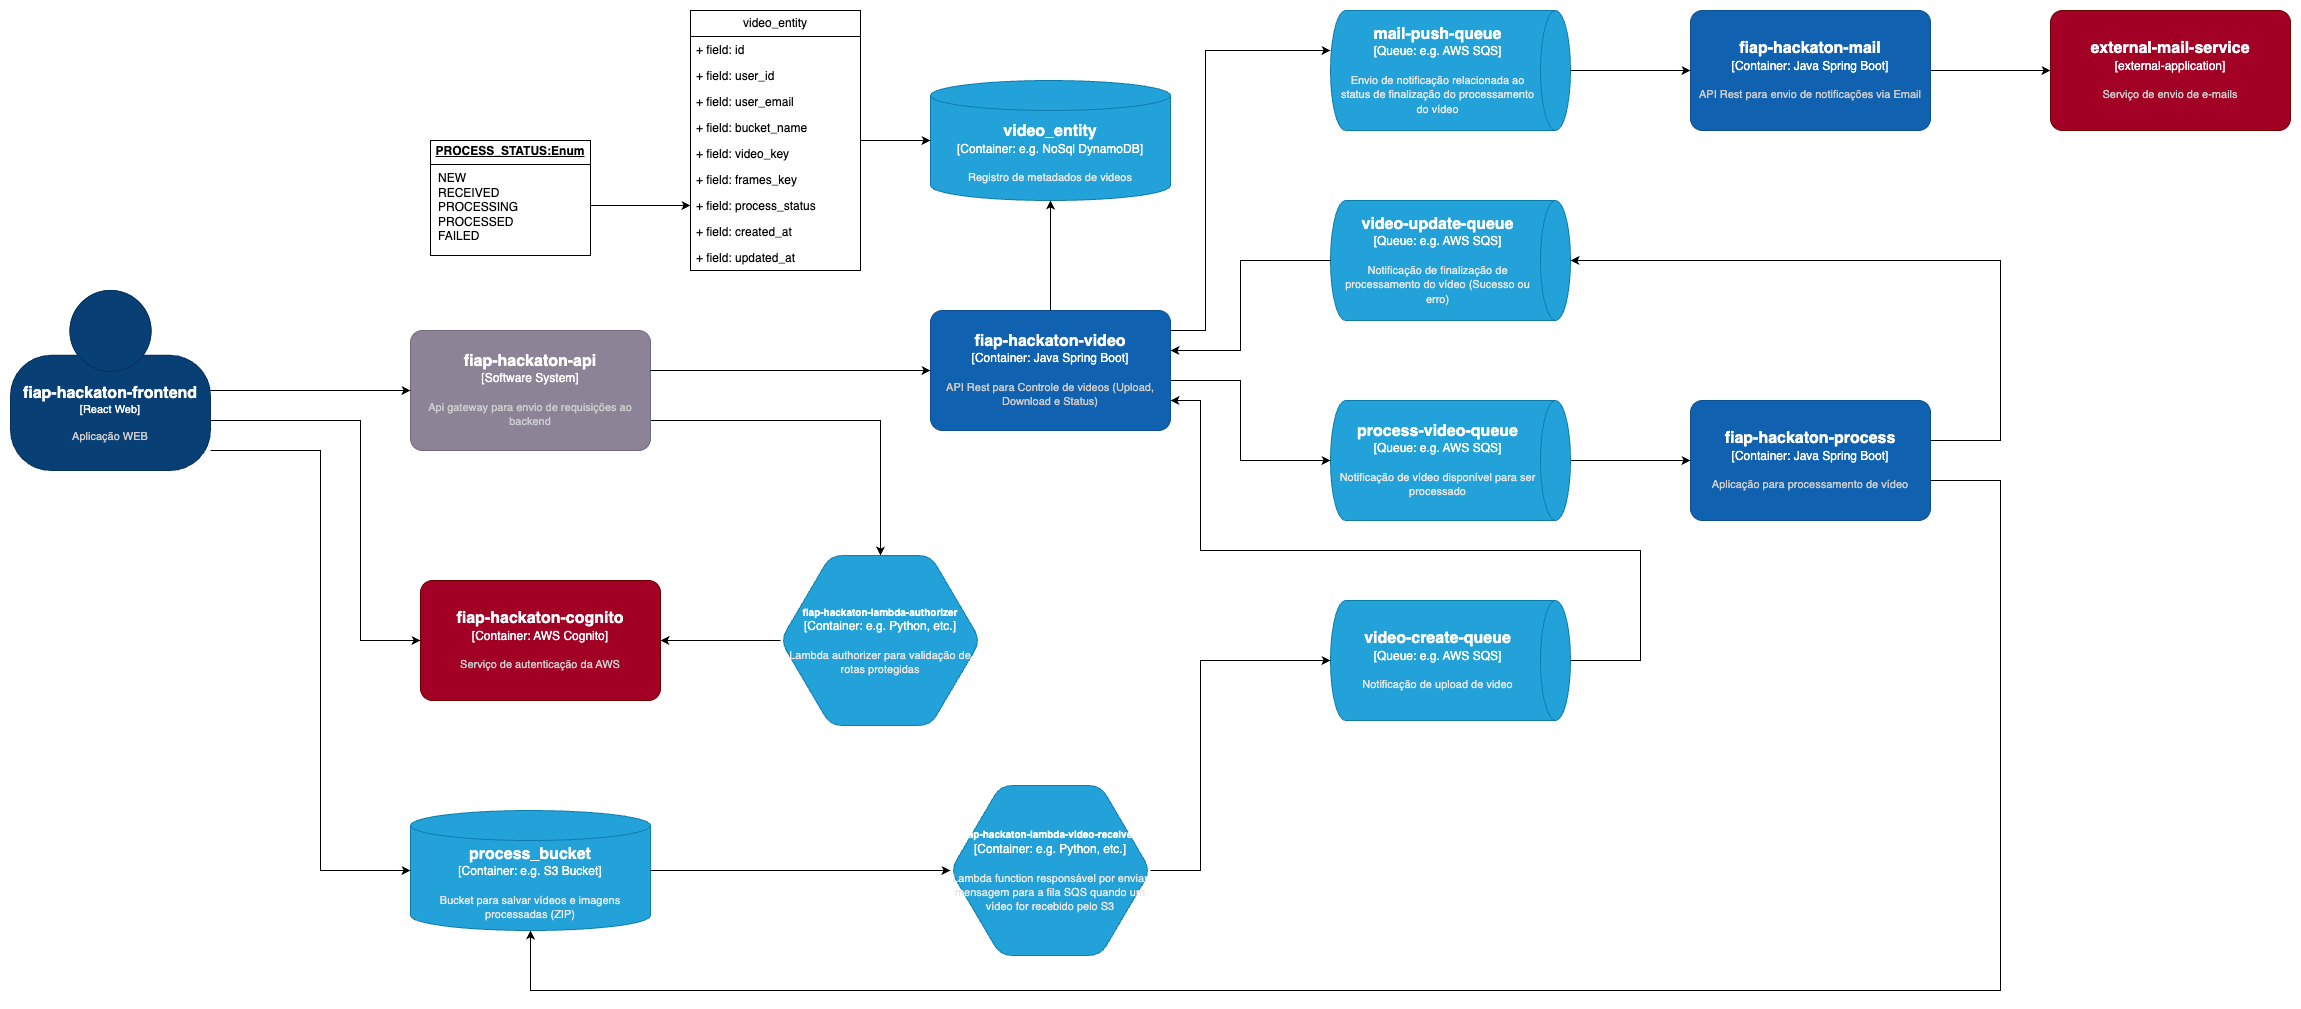 video_entity
+ field: id
+ field: user_id
+ field: user_email
+ field: bucket_name
+ field: video_key
+ field: frames_key
+ field: process_status
+ field: created_at
+ field: updated_at
PROCESS_STATUS:Enum
NEW
RECEIVED
PROCESSING
PROCESSED
FAILED
video_entity
[Container: e.g. NoSql DynamoDB]
Registro de metadados de videos
mail-push-queue
[Queue: e.g. AWS SQS]
Envio de notificação relacionada ao
status de finalização do processamento
do vídeo
fiap-hackaton-mail
[Container: Java Spring Boot]
API Rest para envio de notificações via Email
external-mail-service
[external-application]
Serviço de envio de e-mails
video-update-queue
[Queue: e.g. AWS SQS]
Notificação de finalização de
processamento do vídeo (Sucesso ou
erro)
fiap-hackaton-frontend
[React Web]
Aplicação WEB
fiap-hackaton-api
[Software System]
Api gateway para envio de requisições ao
backend
fiap-hackaton-video
[Container: Java Spring Boot]
API Rest para Controle de videos (Upload,
Download e Status)
process-video-queue
[Queue: e.g. AWS SQS]
Notificação de vídeo disponível para ser
processado
fiap-hackaton-process
[Container: Java Spring Boot]
Aplicação para processamento de vídeo
fiap-hackaton-cognito
[Container: AWS Cognito]
Serviço de autenticação da AWS
fiap-hackaton-lambda-authorizer
[Container: e.g. Python, etc.]
Lambda authorizer para validação de
rotas protegidas
video-create-queue
[Queue: e.g. AWS SQS]
Notificação de upload de video
process_bucket
[Container: e.g. S3 Bucket]
Bucket para salvar vídeos e imagens
processadas (ZIP)
ap-hackaton-lambda-video-receive
[Container: e.g. Python, etc.]
Lambda function responsável por enviar
mensagem para a fila SQS quando um
vídeo for recebido pelo S3